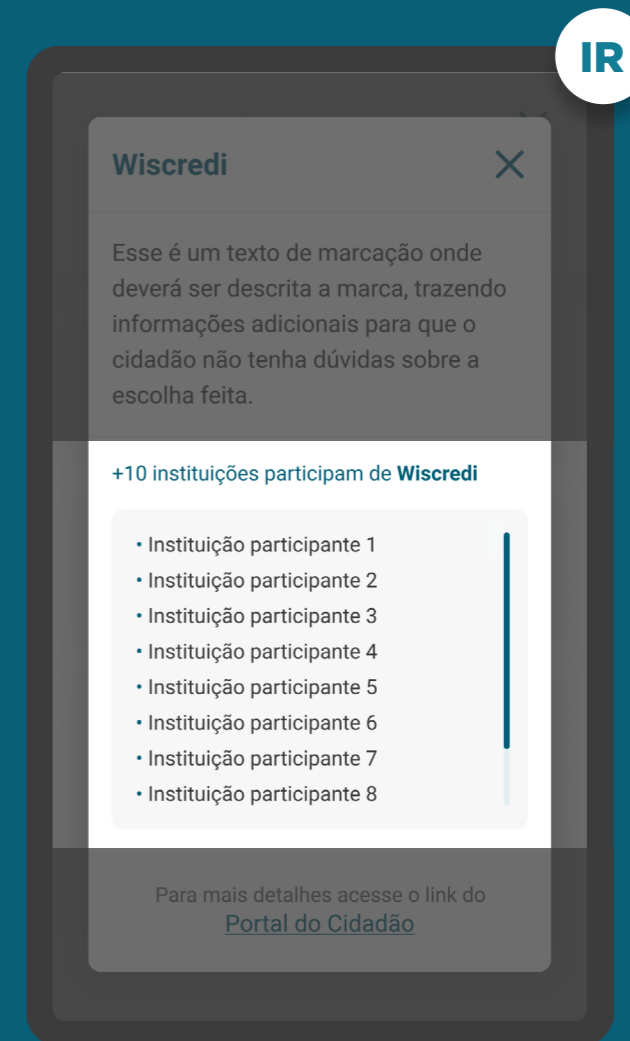 IR
Wiscredi
Esse é um texto de marcação onde
deverá ser descrita a marca, trazendo
informações adicionais para que o
cidadão não tenha dúvidas sobre a
escolha feita.
+10 instituições participam de Wiscredi
• Instituição participante 1
• Instituição participante 2
• Instituição participante 3
• Instituição participante 4
• Instituição participante 5
• Instituição participante 6
• Instituição participante 7
• Instituição participante 8
Para mais detalhes acesse o link do
Portal do Cidadão